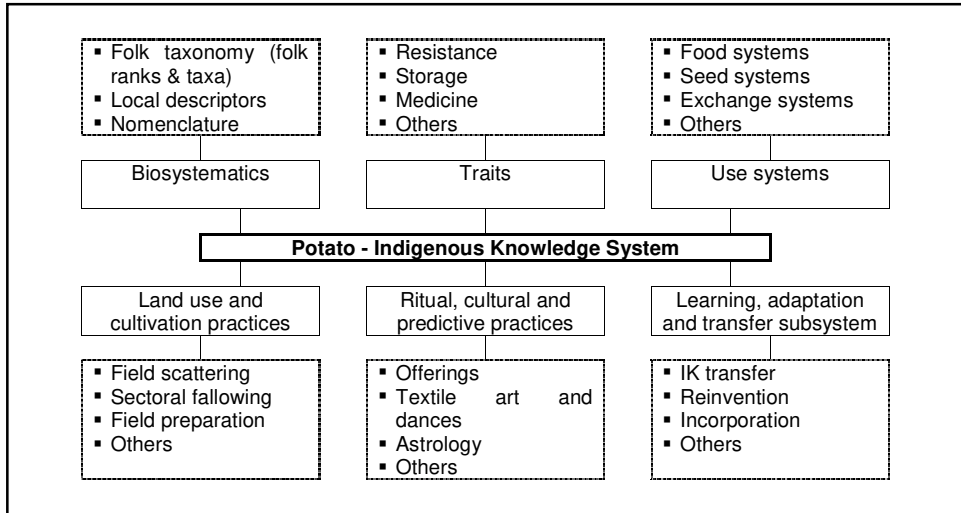 ▪ Folk taxonomy (folk
ranks & taxa)
▪ Local descriptors
▪ Nomenclature
▪ Resistance
▪ Storage
▪ Medicine
▪ Others
▪ Food systems
▪ Seed systems
▪ Exchange systems
▪ Others
Biosystematics
Traits
Use systems
Potato - Indigenous Knowledge System
Land use and
cultivation practices
Ritual, cultural and
predictive practices
Learning, adaptation
and transfer subsystem
▪ Field scattering
▪ Sectoral fallowing
▪ Field preparation
▪ Others
▪ Offerings
▪ Textile art and
dances
▪ Astrology
▪ Others
▪ IK transfer
▪ Reinvention
▪ Incorporation
▪ Others